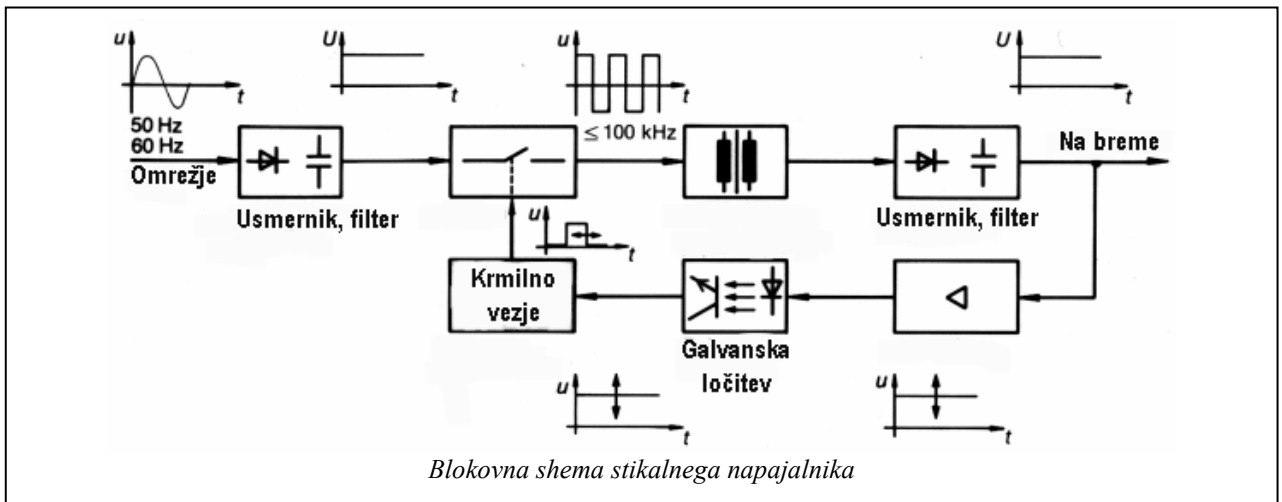 u
t
50 Hz
60 Hz
Omrežje
U
t
u
t
≤ 100 kHz
U
t
Na breme
Usmernik, filter
Usmernik, filter
u
t
Krmilno
vezje
Galvanska
ločitev
u
t
u
t
Blokovna shema stikalnega napajalnika